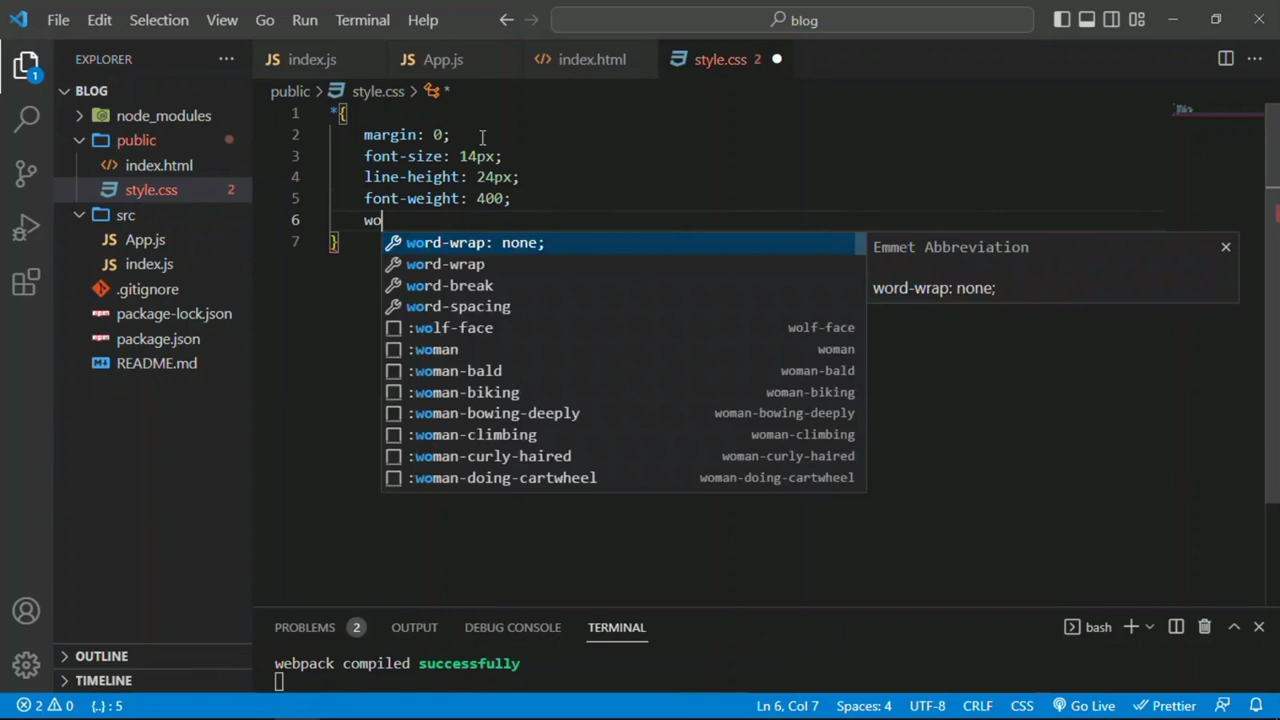 File Edit Selection View Go Run Terminal Help blog
EXPLORER
index.js App.js index.html style.css 2
BLOG
node_modules
public
index.html
style.css 2
src
App.js
index.js
.gitignore
package-lock.json
package.json
README.md
OUTLINE
TIMELINE
1
public > style.css > *
1 *{
2 margin: 0;
3 font-size: 14px;
4 line-height: 24px;
5 font-weight: 400;
6 wo
7 }
word-wrap: none;
word-wrap
word-break
word-spacing
:wolf-face wolf-face
:woman woman
:woman-bald woman-bald
:woman-biking woman-biking
:woman-bowing-deeply woman-bowing-deeply
:woman-climbing woman-climbing
:woman-curly-haired woman-curly-haired
:woman-doing-cartwheel woman-doing-cartwheel
Emmet Abbreviation
word-wrap: none;
PROBLEMS 2 OUTPUT DEBUG CONSOLE TERMINAL bash
webpack compiled successfully
2 0 {..} : 5 Ln 6, Col 7 Spaces: 4 UTF-8 CRLF CSS Go Live Prettier